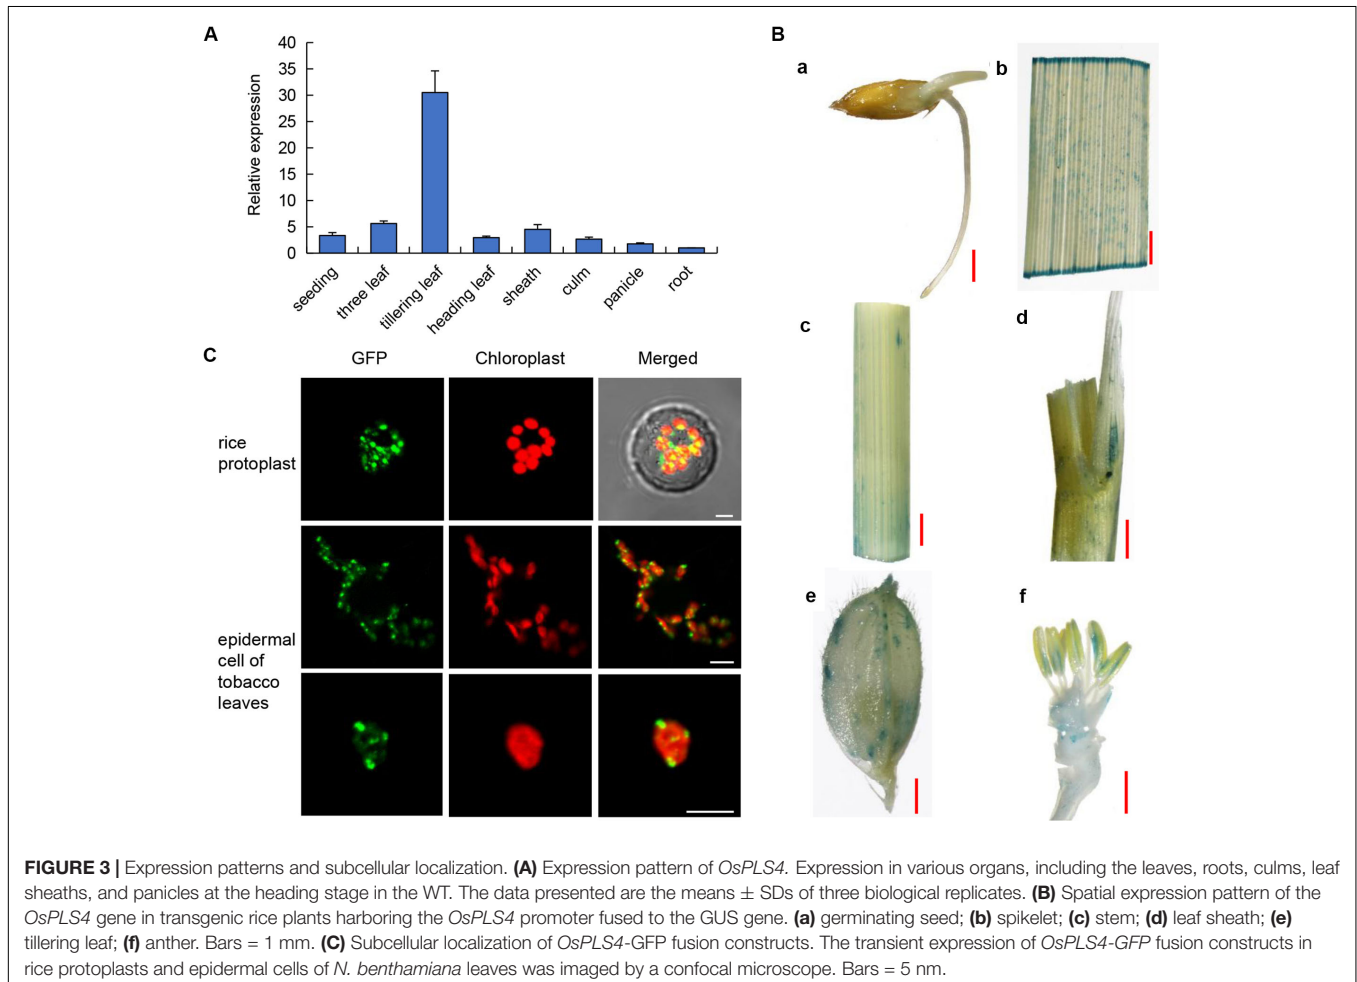 A
40
35
30
25
20
15
10
5
0
Relative expression
seeding
three leaf
tillering leaf
heading leaf
sheath
culm
panicle
root
B
a
b
c
d
e
f
C
GFP
Chloroplast
Merged
rice
protoplast
epidermal
cell of
tobacco
leaves
FIGURE 3 | Expression patterns and subcellular localization. (A) Expression pattern of OsPLS4. Expression in various organs, including the leaves, roots, culms, leaf
sheaths, and panicles at the heading stage in the WT. The data presented are the means ± SDs of three biological replicates. (B) Spatial expression pattern of the
OsPLS4 gene in transgenic rice plants harboring the OsPLS4 promoter fused to the GUS gene. (a) germinating seed; (b) spikelet; (c) stem; (d) leaf sheath; (e)
tillering leaf; (f) anther. Bars = 1 mm. (C) Subcellular localization of OsPLS4-GFP fusion constructs. The transient expression of OsPLS4-GFP fusion constructs in
rice protoplasts and epidermal cells of N. benthamiana leaves was imaged by a confocal microscope. Bars = 5 nm.